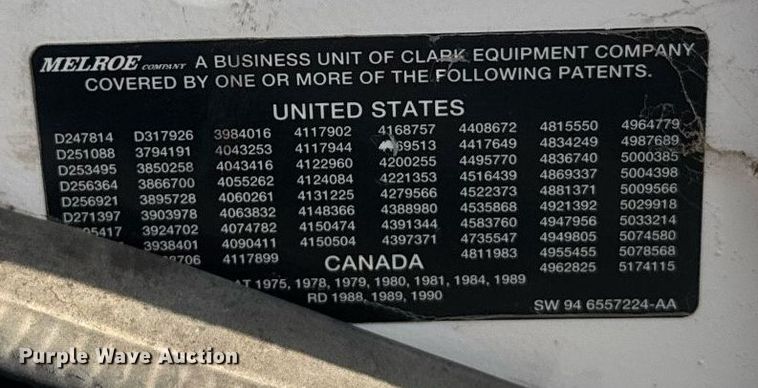 MELROE COMPANY A BUSINESS UNIT OF CLARK EQUIPMENT COMPANY
COVERED BY ONE OR MORE OF THE FOLLOWING PATENTS.
UNITED STATES
D247814 D317926 3984016 4117902 4168757 4408672 4815550 4964779
D251088 3794191 4043253 4117944 69513 4417649 4834249 4987689
D253495 3850258 4043416 4122960 4200255 4495770 4836740 5000385
D256364 3866700 4055262 4124084 4221353 4516439 4869337 5004398
D256921 3895728 4060261 4131225 4279566 4522373 4881371 5009566
D271397 3903978 4063832 4148366 4388980 4535868 4921392 5029918
05417 3924702 4074782 4150474 4391344 4583760 4947956 5033214
3938401 4090411 4150504 4397371 4735547 4949805 5074580
8706 4117899 4811983 4955455 5078568
4962825 5174115
CANADA
AT 1975, 1978, 1979, 1980, 1981, 1984, 1989
RD 1988, 1989, 1990
SW 94 6557224-AA
Purple Wave Auction